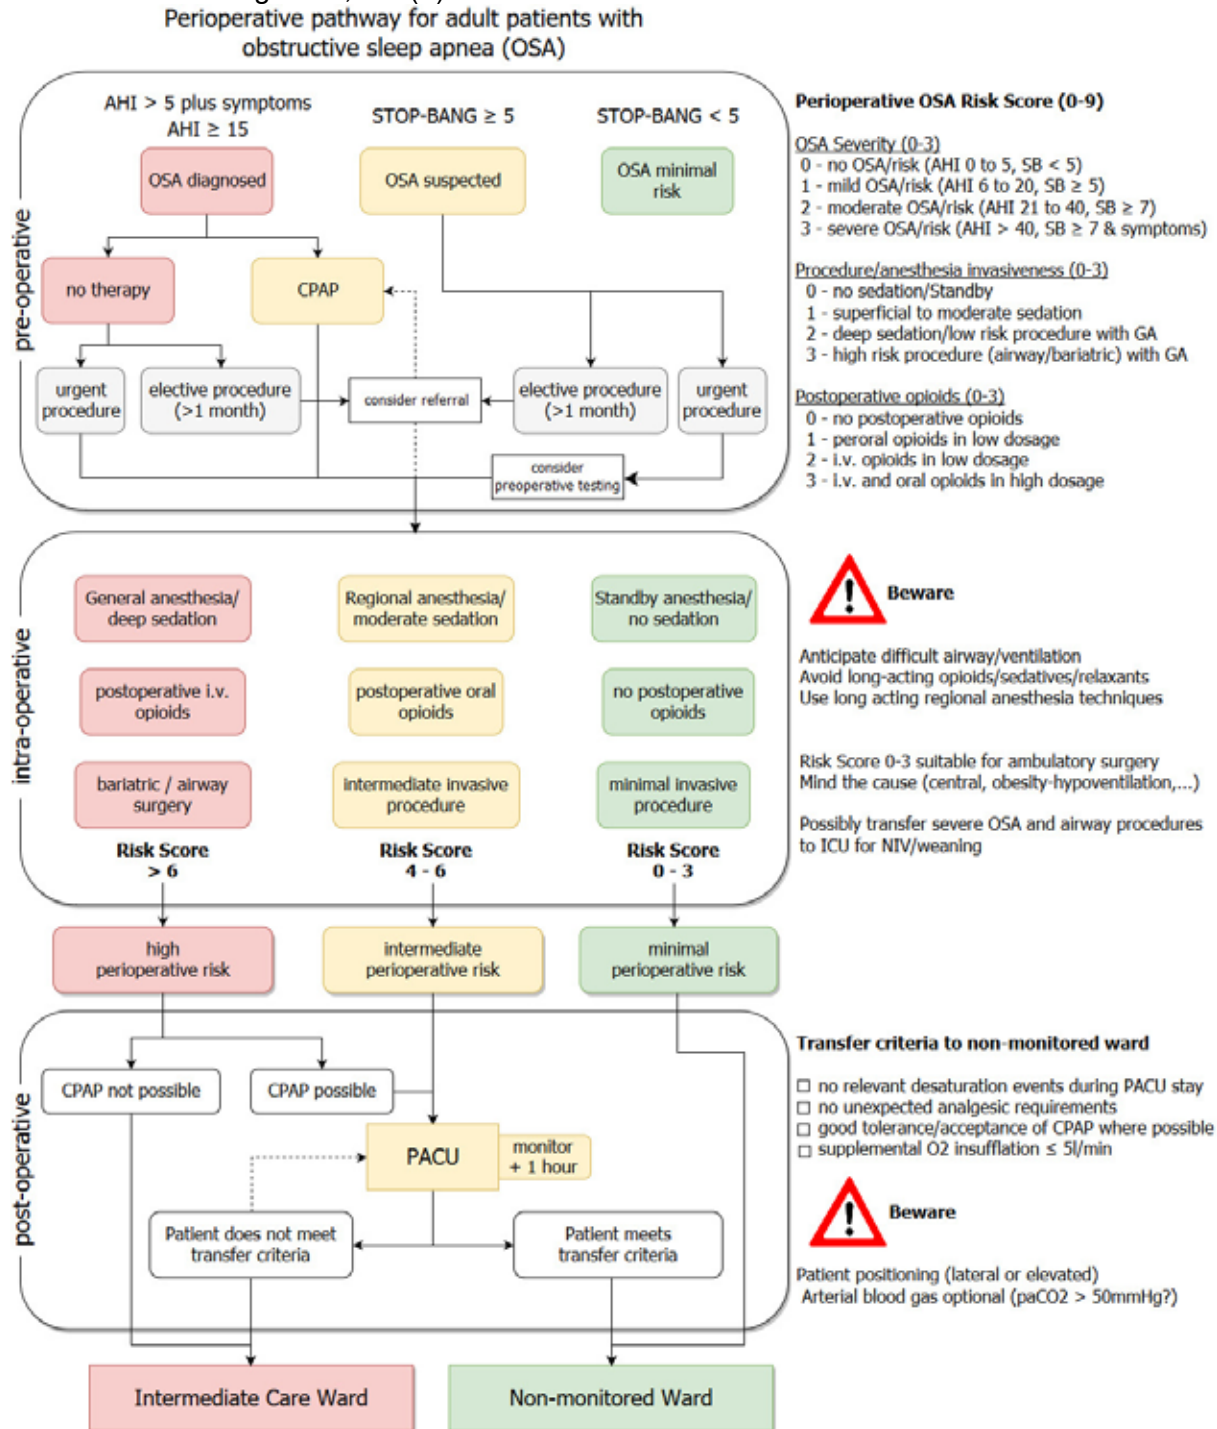 Perioperative pathway for adult patients with
obstructive sleep apnea (OSA)
pre-operative
AHI > 5 plus symptoms
AHI ≥ 15
STOP-BANG ≥ 5
STOP-BANG < 5
OSA diagnosed
OSA suspected
OSA minimal
risk
no therapy
CPAP
urgent
procedure
elective procedure
(>1 month)
consider referral
elective procedure
(>1 month)
urgent
procedure
consider
preoperative testing
Perioperative OSA Risk Score (0-9)
OSA Severity (0-3)
0 - no OSA/risk (AHI 0 to 5, SB < 5)
1 - mild OSA/risk (AHI 6 to 20, SB ≥ 5)
2 - moderate OSA/risk (AHI 21 to 40, SB ≥ 7)
3 - severe OSA/risk (AHI > 40, SB ≥ 7 & symptoms)
Procedure/anesthesia invasiveness (0-3)
0 - no sedation/Standby
1 - superficial to moderate sedation
2 - deep sedation/low risk procedure with GA
3 - high risk procedure (airway/bariatric) with GA
Postoperative opioids (0-3)
0 - no postoperative opioids
1 - peroral opioids in low dosage
2 - i.v. opioids in low dosage
3 - i.v. and oral opioids in high dosage
intra-operative
General anesthesia/
deep sedation
Regional anesthesia/
moderate sedation
Standby anesthesia/
no sedation
postoperative i.v.
opioids
postoperative oral
opioids
no postoperative
opioids
bariatric / airway
surgery
intermediate invasive
procedure
minimal invasive
procedure
Risk Score
> 6
Risk Score
4 - 6
Risk Score
0 - 3
Beware
Anticipate difficult airway/ventilation
Avoid long-acting opioids/sedatives/relaxants
Use long acting regional anesthesia techniques
Risk Score 0-3 suitable for ambulatory surgery
Mind the cause (central, obesity-hypoventilation,...)
Possibly transfer severe OSA and airway procedures
to ICU for NIV/weaning
high
perioperative risk
intermediate
perioperative risk
minimal
perioperative risk
post-operative
CPAP not possible
CPAP possible
PACU
monitor
+ 1 hour
Patient does not meet
transfer criteria
Patient meets
transfer criteria
Transfer criteria to non-monitored ward
☐ no relevant desaturation events during PACU stay
☐ no unexpected analgesic requirements
☐ good tolerance/acceptance of CPAP where possible
☐ supplemental O2 insufflation ≤ 5l/min
Beware
Patient positioning (lateral or elevated)
Arterial blood gas optional (paCO2 > 50mmHg?)
Intermediate Care Ward
Non-monitored Ward